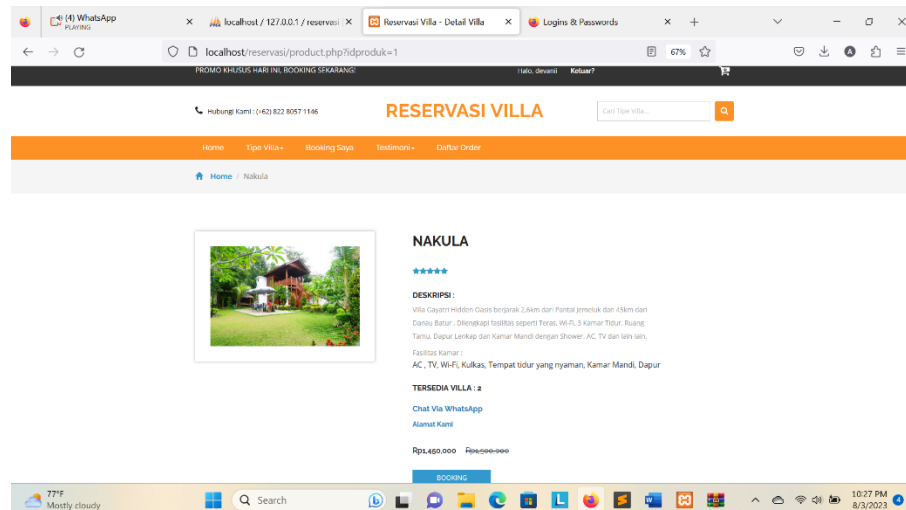 (4) WhatsApp
PLAYING
localhost / 127.0.0.1 / reservasi
Reservasi Villa - Detail Villa
Logins & Passwords
localhost/reservasi/product.php?idproduk=1
67%
PROMO KHUSUS HARI INI, BOOKING SEKARANG!
Halo, devanii Keluar?
Hubungi Kami : (+62) 822 8057 1146
RESERVASI VILLA
Cari Tipe Villa...
Home Tipe Villa Booking Saya Testimoni Daftar Order
Home / Nakula
NAKULA
DESKRIPSI :
Villa Gayatri Hidden Oasis berjarak 2,6km dari Pantai Jemeluk dan 43km dari
Danau Batur . Dilengkapi fasilitas seperti Teras, Wi-Fi, 3 Kamar Tidur, Ruang
Tamu, Dapur Lenkap dan Kamar Mandi dengan Shower, AC, TV dan lain-lain.
Fasilitas Kamar :
AC , TV, Wi-Fi, Kulkas, Tempat tidur yang nyaman, Kamar Mandi, Dapur
TERSEDIA VILLA : 2
Chat Via WhatsApp
Alamat Kami
Rp1,450,000 Rp1,500,000
BOOKING
77°F
Mostly cloudy
Search
10:27 PM
8/3/2023
4